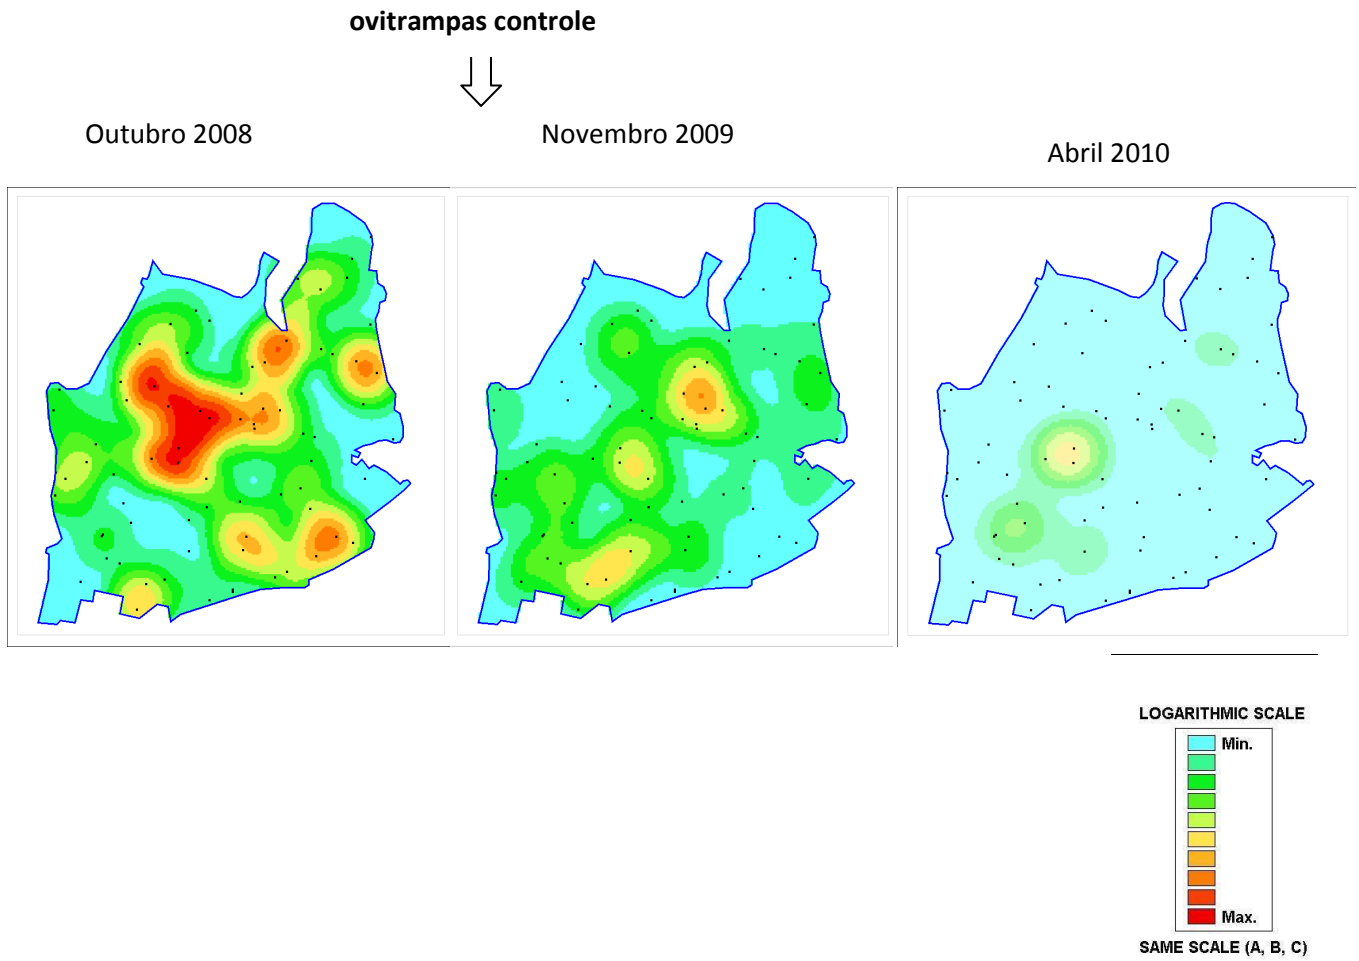 ovitrampas controle
Outubro 2008
Novembro 2009
Abril 2010
LOGARITHMIC SCALE
Min.
Max.
SAME SCALE (A, B, C)